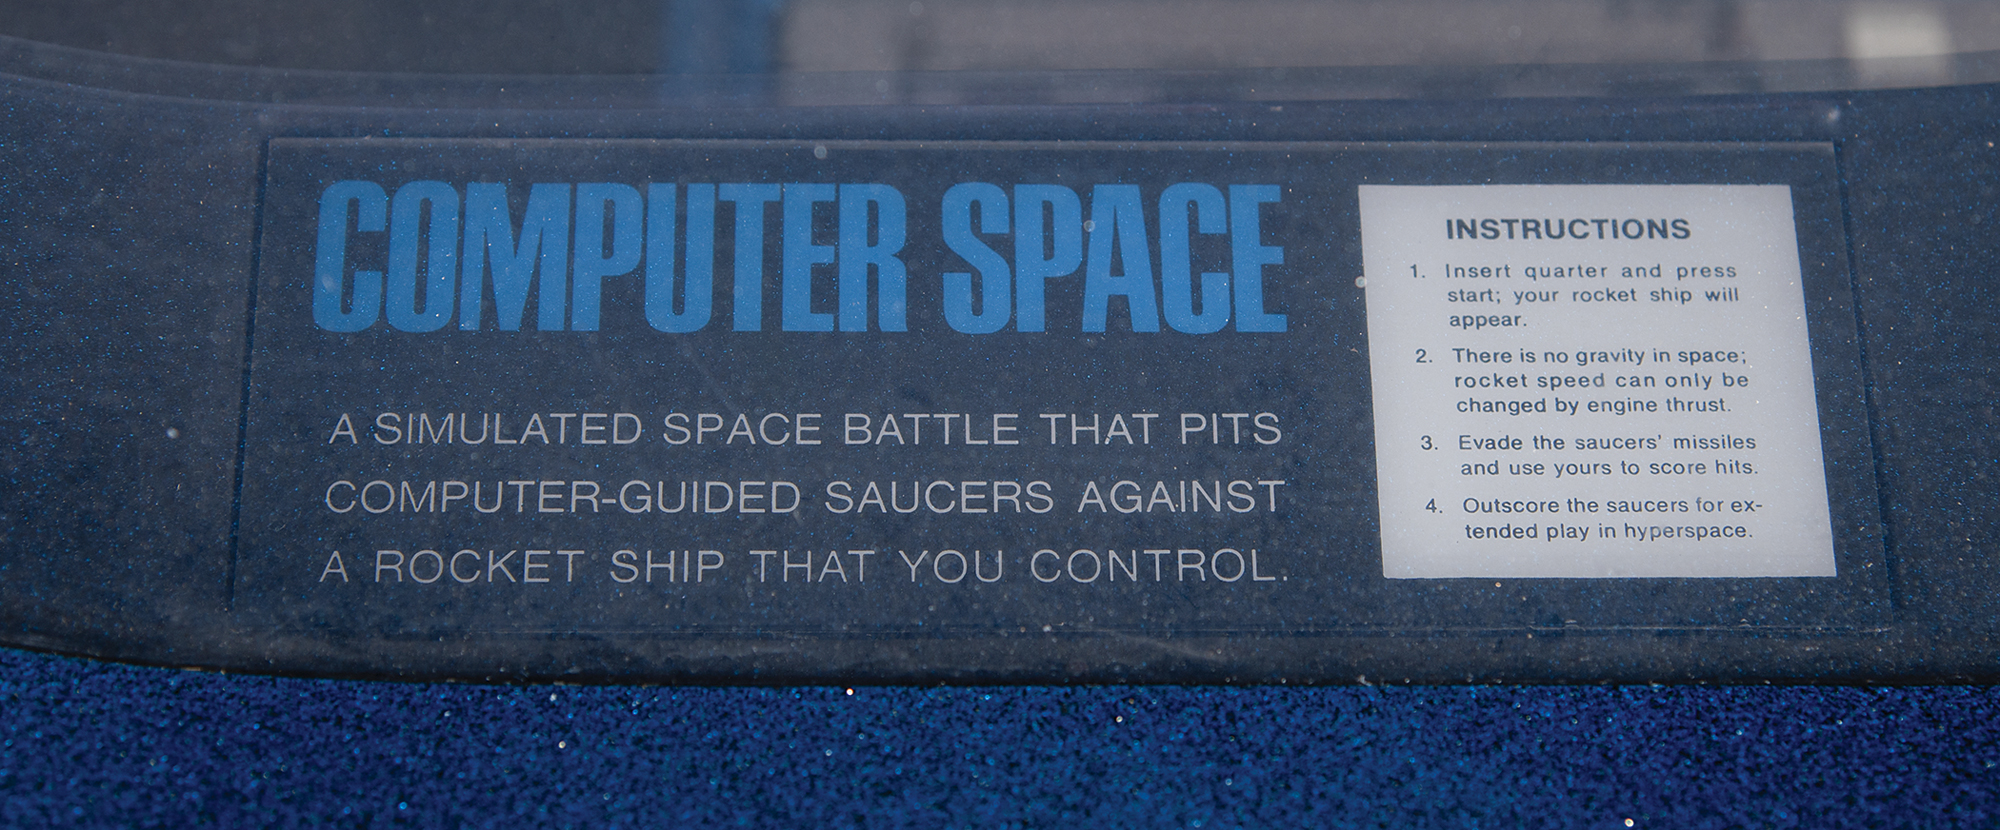 COMPUTER SPACE
A SIMULATED SPACE BATTLE THAT PITS
COMPUTER-GUIDED SAUCERS AGAINST
A ROCKET SHIP THAT YOU CONTROL.
INSTRUCTIONS
1. Insert quarter and press
start; your rocket ship will
appear.
2. There is no gravity in space;
rocket speed can only be
changed by engine thrust.
3. Evade the saucers' missiles
and use yours to score hits.
4. Outscore the saucers for ex-
tended play in hyperspace.